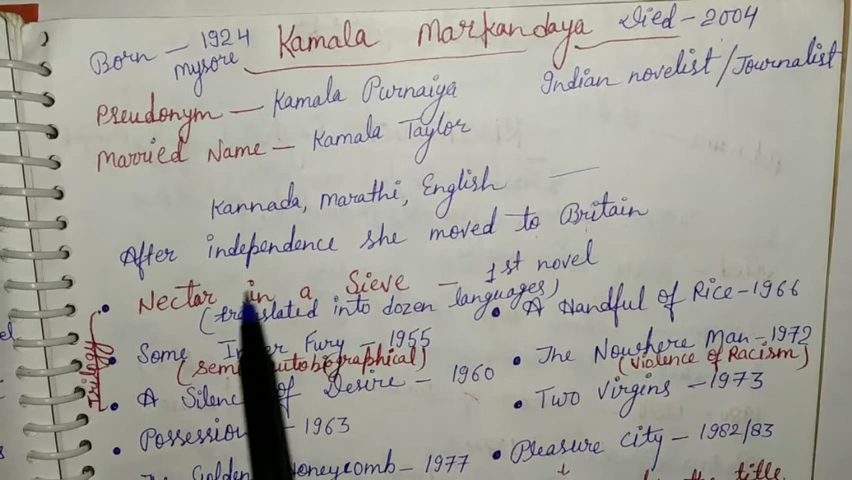 Born - 1924 Kamala Markandaya Died - 2004
Mysore Indian novelist/Journalist
Pseudonym - Kamala Purnaiya
Married Name - Kamala Taylor
Kannada, Marathi, English
After independence she moved to Britain
• Nectar in a Sieve - 1st novel
(translated into dozen languages)
• Some Inner Fury - 1955
(semi autobiographical)
• A Silence of Desire - 1960
• Possession - 1963
The Golden Honeycomb - 1977
Trilogy
• A Handful of Rice - 1966
• The Nowhere Man - 1972
(violence of Racism)
• Two Virgins - 1973
• Pleasure city - 1982/83
the title